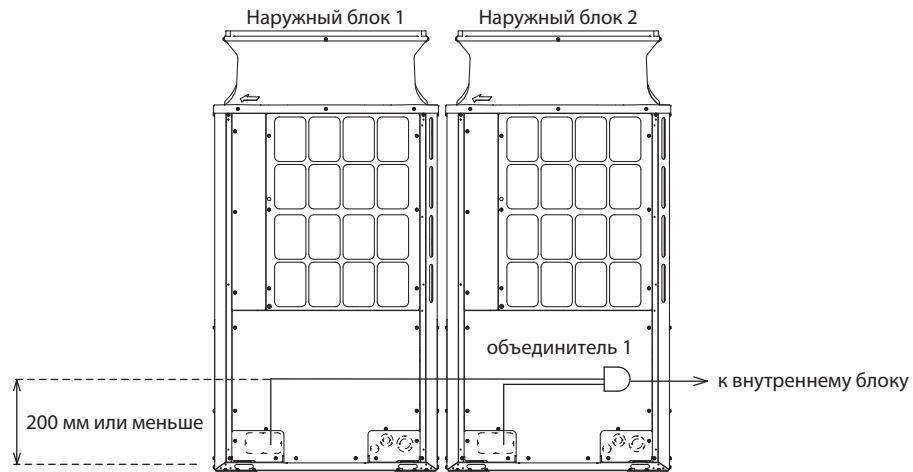 Наружный блок 1
Наружный блок 2
объединитель 1
к внутреннему блоку
200 мм или меньше